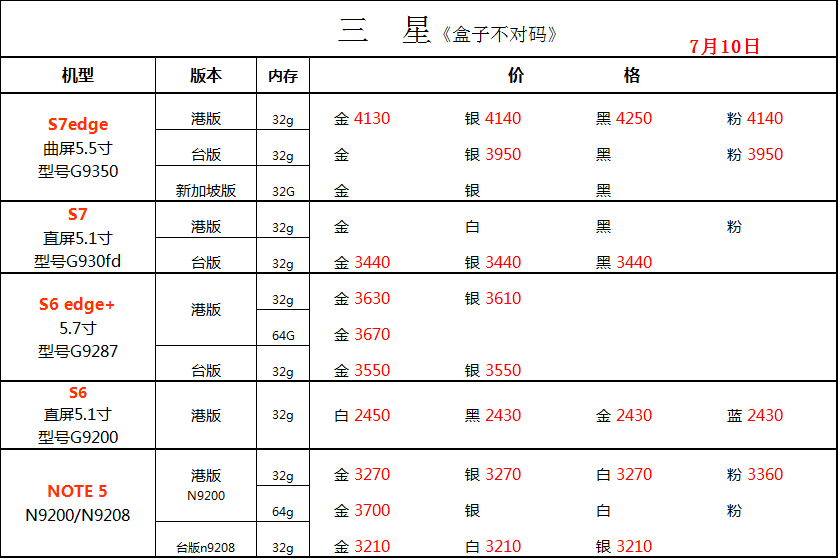 三 星《盒子不对码》
7月10日
机型 版本 内存 价 格
S7edge
曲屏5.5寸
型号G9350
港版 32g 金 4130 银 4140 黑 4250 粉 4140
台版 32g 金 银 3950 黑 粉 3950
新加坡版 32G 金 银 黑
S7
直屏5.1寸
型号G930fd
港版 32g 金 白 黑 粉
台版 32g 金 3440 银 3440 黑 3440
S6 edge+
5.7寸
型号G9287
港版 32g 金 3630 银 3610
64G 金 3670
台版 32g 金 3550 银 3550
S6
直屏5.1寸
型号G9200
港版 32g 白 2450 黑 2430 金 2430 蓝 2430
NOTE 5
N9200/N9208
港版
N9200
32g 金 3270 银 3270 白 3270 粉 3360
64g 金 3700 银 白 粉
台版n9208 32g 金 3210 白 3210 银 3210